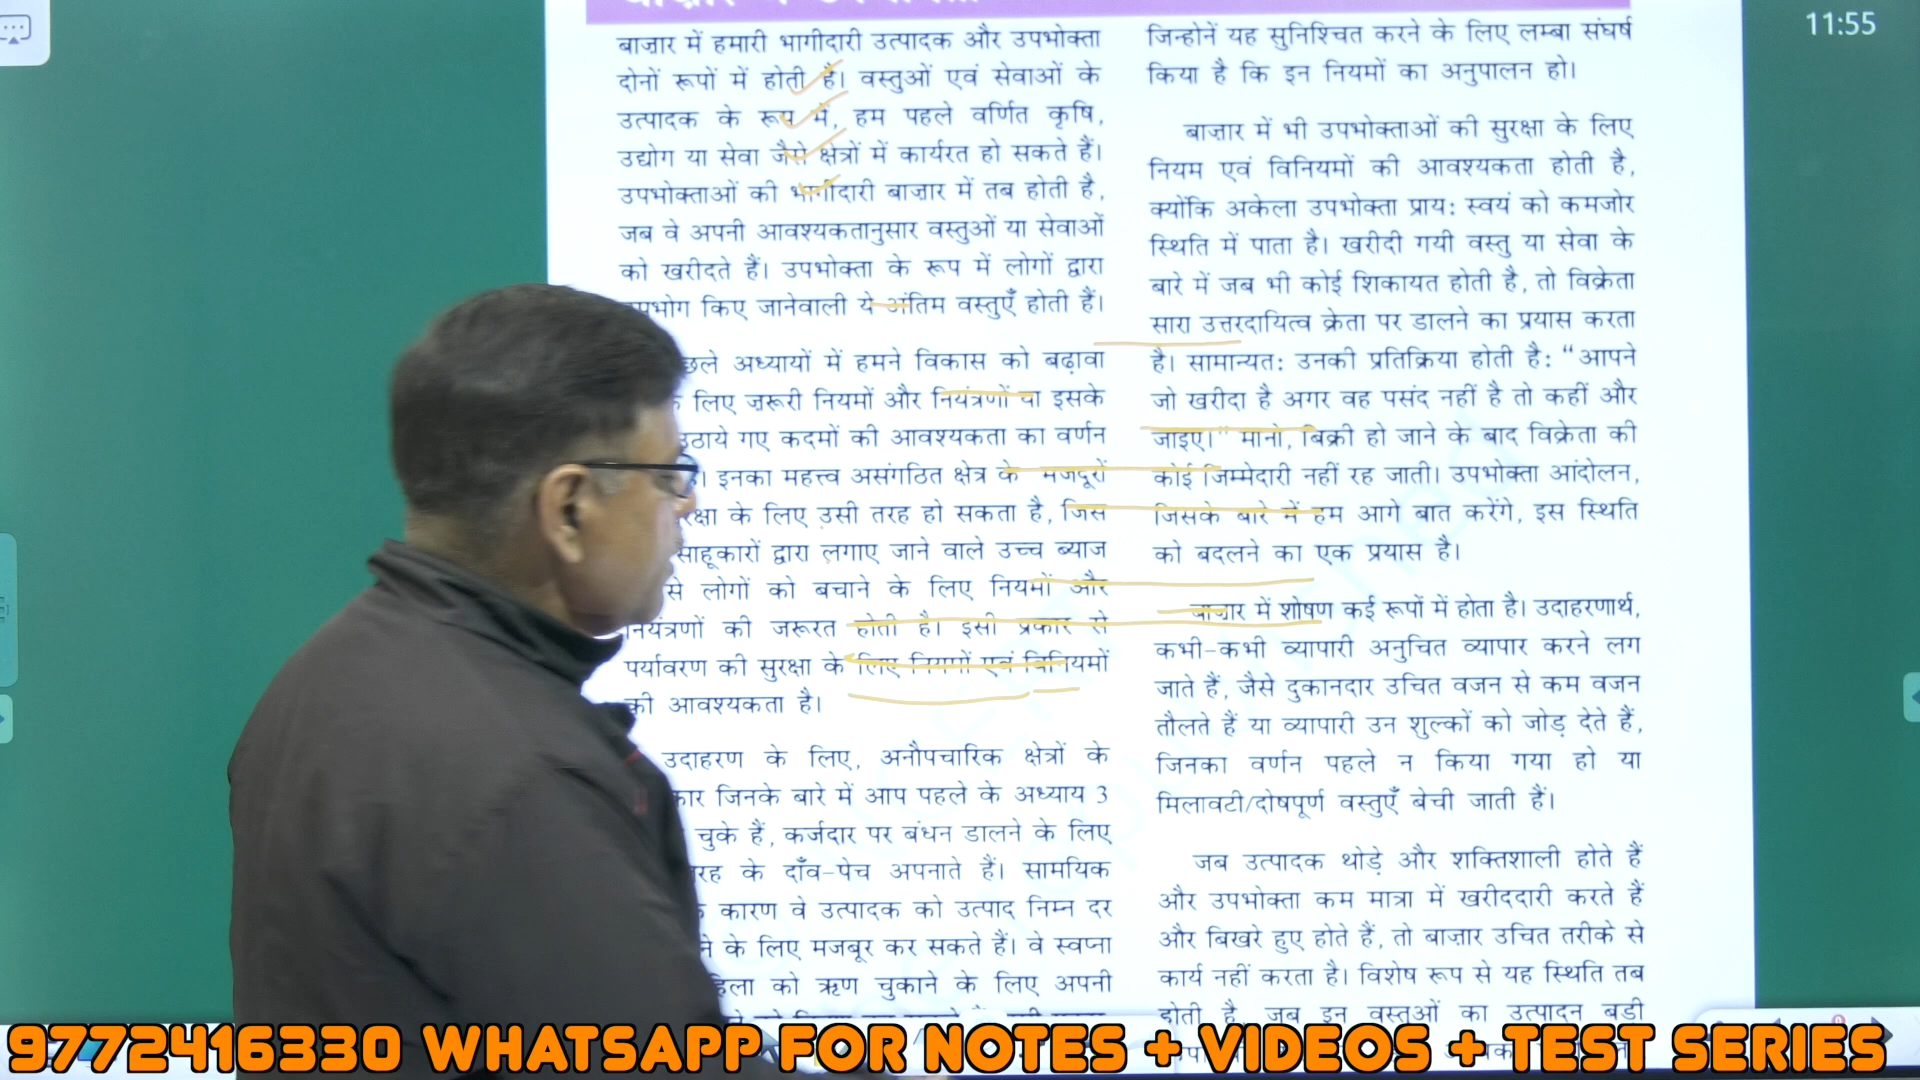 11:55
बाज़ार में हमारी भागीदारी उत्पादक और उपभोक्ता
दोनों रूपों में होती है। वस्तुओं एवं सेवाओं के
उत्पादक के रूप में, हम पहले वर्णित कृषि,
उद्योग या सेवा जैसे क्षेत्रों में कार्यरत हो सकते हैं।
उपभोक्ताओं की भागीदारी बाज़ार में तब होती है,
जब वे अपनी आवश्यकतानुसार वस्तुओं या सेवाओं
को खरीदते हैं। उपभोक्ता के रूप में लोगों द्वारा
किए जानेवाली ये अंतिम वस्तुएँ होती हैं।
अध्यायों में हमने विकास को बढ़ावा
लिए ज़रूरी नियमों और नियंत्रणों या इसके
उठाये गए कदमों की आवश्यकता का वर्णन
इनका महत्त्व असंगठित क्षेत्र के मजदूरों
के लिए उसी तरह हो सकता है, जिस
साहूकारों द्वारा लगाए जाने वाले उच्च ब्याज
से लोगों को बचाने के लिए नियमों और
नियंत्रणों की जरूरत होती है। इसी प्रकार से
पर्यावरण की सुरक्षा के लिए नियमों एवं विनियमों
की आवश्यकता है।
उदाहरण के लिए, अनौपचारिक क्षेत्रों के
जिनके बारे में आप पहले के अध्याय 3
चुके हैं, कर्जदार पर बंधन डालने के लिए
के दाँव-पेच अपनाते हैं। सामयिक
कारण वे उत्पादक को उत्पाद निम्न दर
के लिए मजबूर कर सकते हैं। वे स्वप्ना
को ऋण चुकाने के लिए अपनी
जिन्होनें यह सुनिश्चित करने के लिए लम्बा संघर्ष
किया है कि इन नियमों का अनुपालन हो।
बाज़ार में भी उपभोक्ताओं की सुरक्षा के लिए
नियम एवं विनियमों की आवश्यकता होती है,
क्योंकि अकेला उपभोक्ता प्राय: स्वयं को कमजोर
स्थिति में पाता है। खरीदी गयी वस्तु या सेवा के
बारे में जब भी कोई शिकायत होती है, तो विक्रेता
सारा उत्तरदायित्व क्रेता पर डालने का प्रयास करता
है। सामान्यत: उनकी प्रतिक्रिया होती है: “आपने
जो खरीदा है अगर वह पसंद नहीं है तो कहीं और
जाइए।” मानो, बिक्री हो जाने के बाद विक्रेता की
कोई जिम्मेदारी नहीं रह जाती। उपभोक्ता आंदोलन,
जिसके बारे में हम आगे बात करेंगे, इस स्थिति
को बदलने का एक प्रयास है।
बाज़ार में शोषण कई रूपों में होता है। उदाहरणार्थ,
कभी-कभी व्यापारी अनुचित व्यापार करने लग
जाते हैं, जैसे दुकानदार उचित वजन से कम वजन
तौलते हैं या व्यापारी उन शुल्कों को जोड़ देते हैं,
जिनका वर्णन पहले न किया गया हो या
मिलावटी/दोषपूर्ण वस्तुएँ बेची जाती हैं।
जब उत्पादक थोड़े और शक्तिशाली होते हैं
और उपभोक्ता कम मात्रा में खरीददारी करते हैं
और बिखरे हुए होते हैं, तो बाज़ार उचित तरीके से
कार्य नहीं करता है। विशेष रूप से यह स्थिति तब
होती है, जब इन वस्तुओं का उत्पादन बड़ी
9772416330 WHATSAPP FOR NOTES + VIDEOS + TEST SERIES